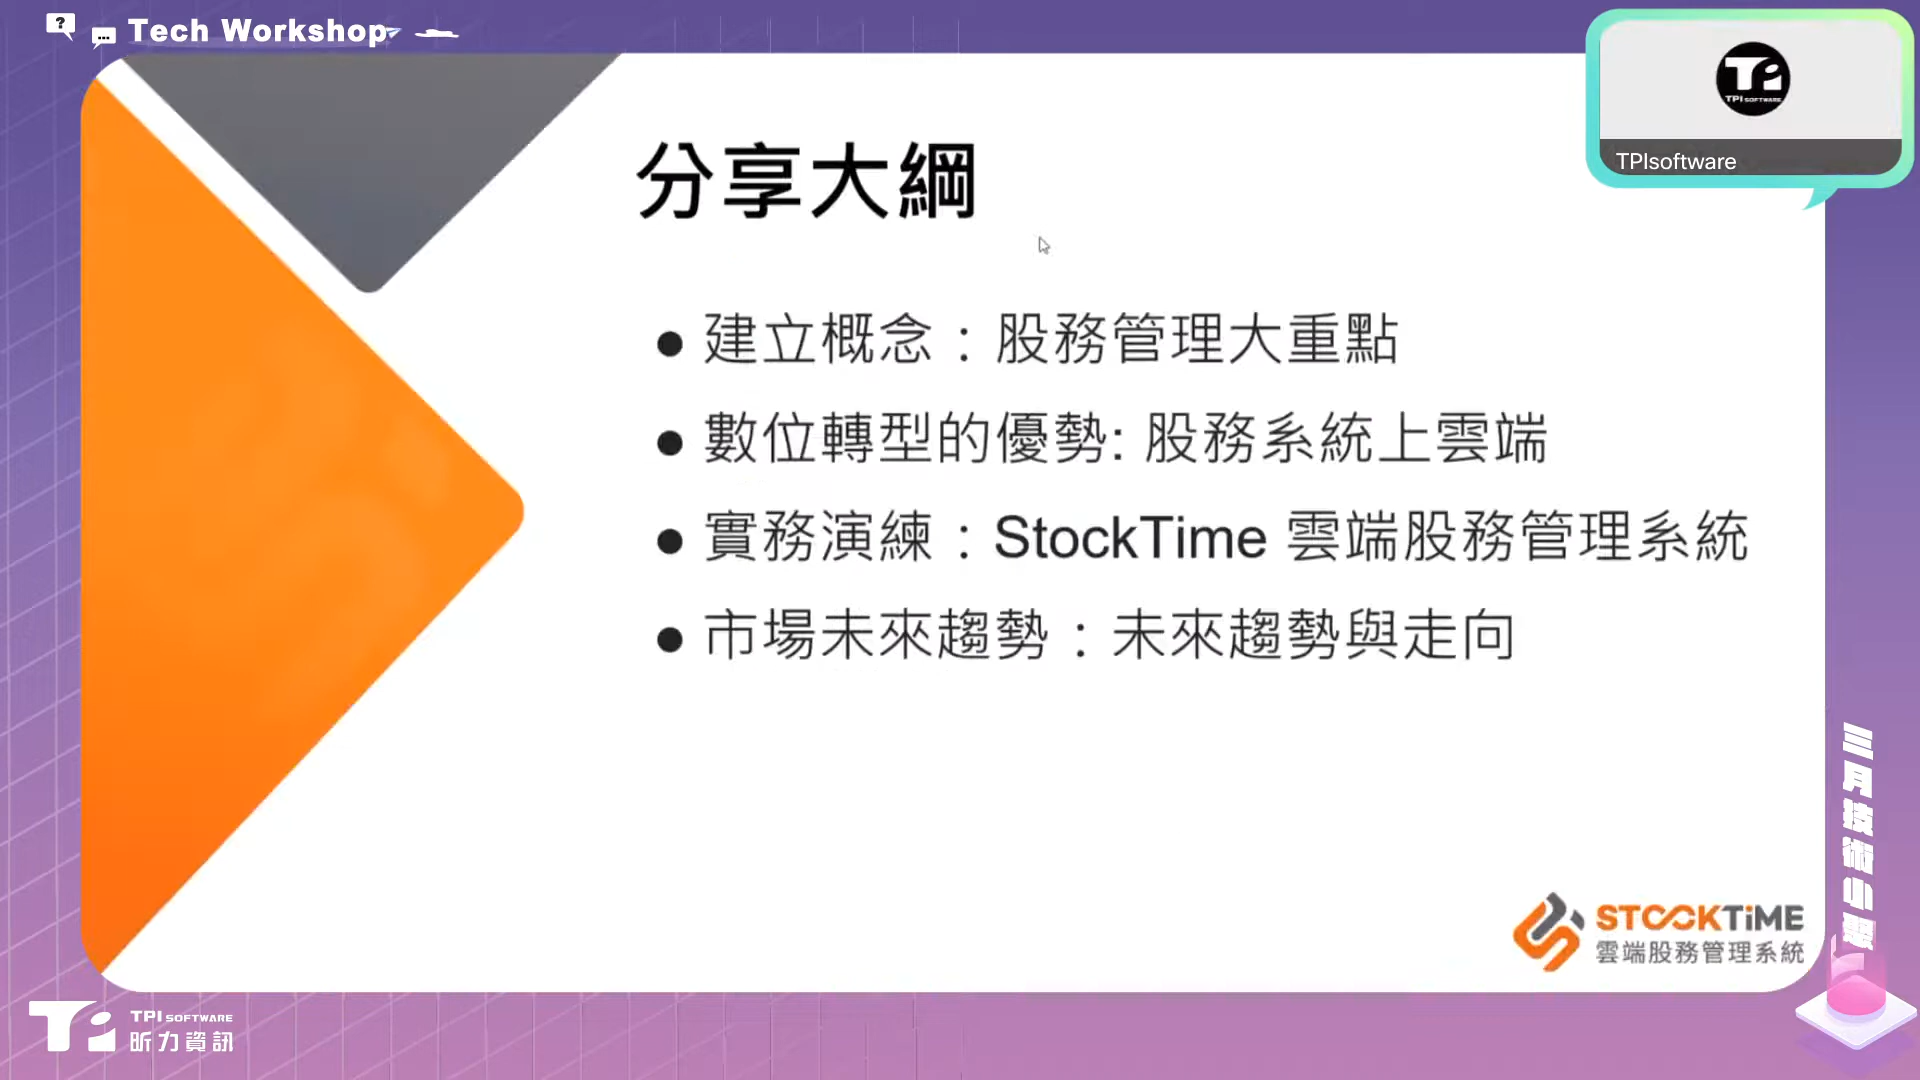 Tech Workshop
TPI SOFTWARE
TPIsoftware
分享大綱
● 建立概念：股務管理大重點
● 數位轉型的優勢: 股務系統上雲端
● 實務演練：StockTime 雲端股務管理系統
● 市場未來趨勢：未來趨勢與走向
三月技術小聚
STOCKTiME
雲端股務管理系統
TPI SOFTWARE
昕力資訊